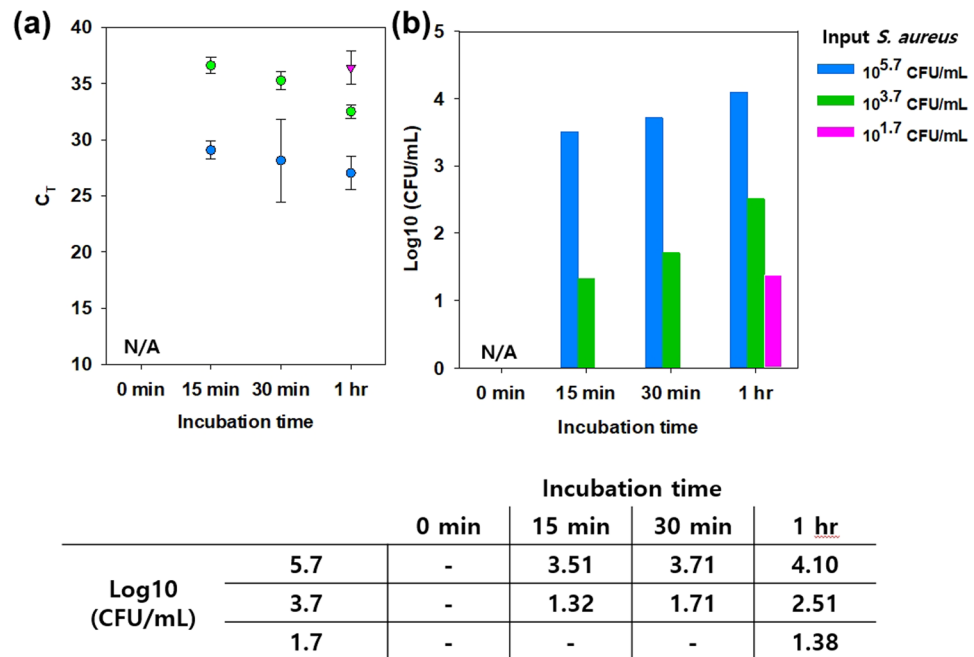 (a)
40
35
30
25
20
15
10
C_T
N/A
0 min 15 min 30 min 1 hr
Incubation time
(b)
5
4
3
2
1
0
Log10 (CFU/mL)
N/A
0 min 15 min 30 min 1 hr
Incubation time
Input S. aureus
10^5.7 CFU/mL
10^3.7 CFU/mL
10^1.7 CFU/mL
Incubation time
0 min 15 min 30 min 1 hr
Log10
(CFU/mL)
5.7 - 3.51 3.71 4.10
3.7 - 1.32 1.71 2.51
1.7 - - - 1.38